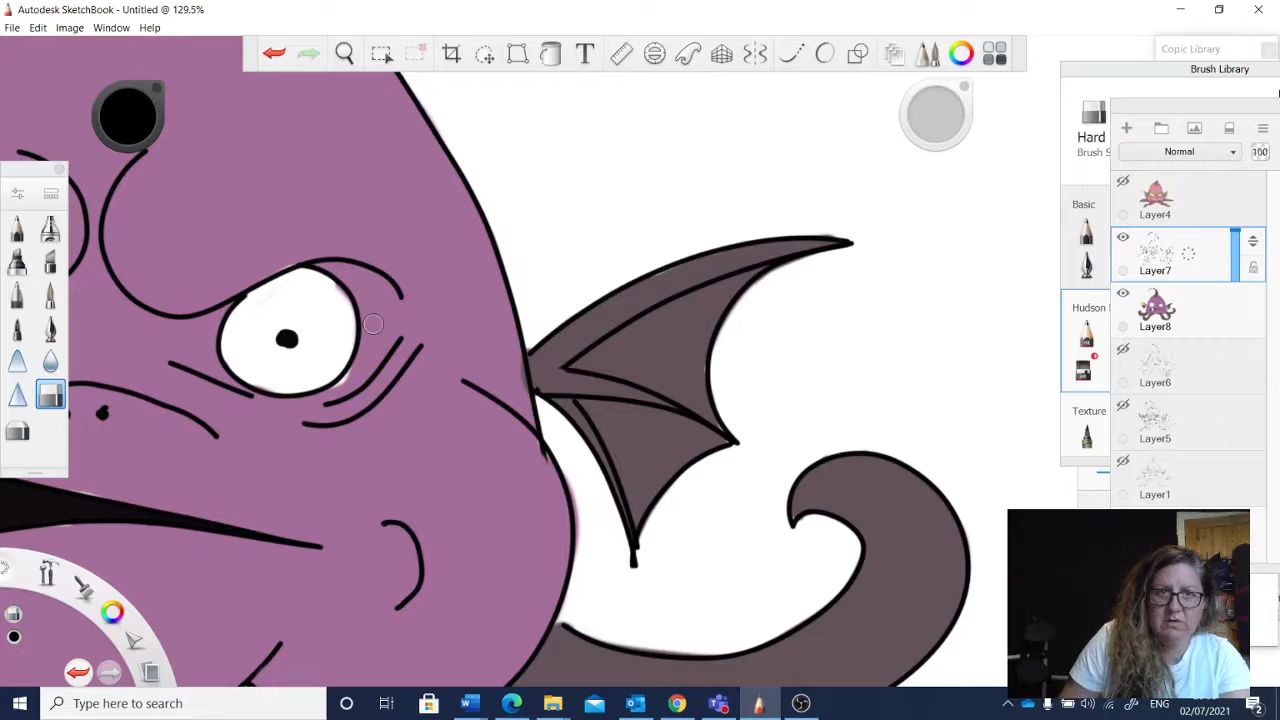 Autodesk SketchBook - Untitled @ 129.5%
File Edit Image Window Help
Copic Library
Brush Library
Hard
Brush S
Normal
100
Basic
Layer4
Layer7
Hudson
Layer8
Layer6
Texture
Layer5
Layer1
Type here to search
ENG
02/07/2021
2